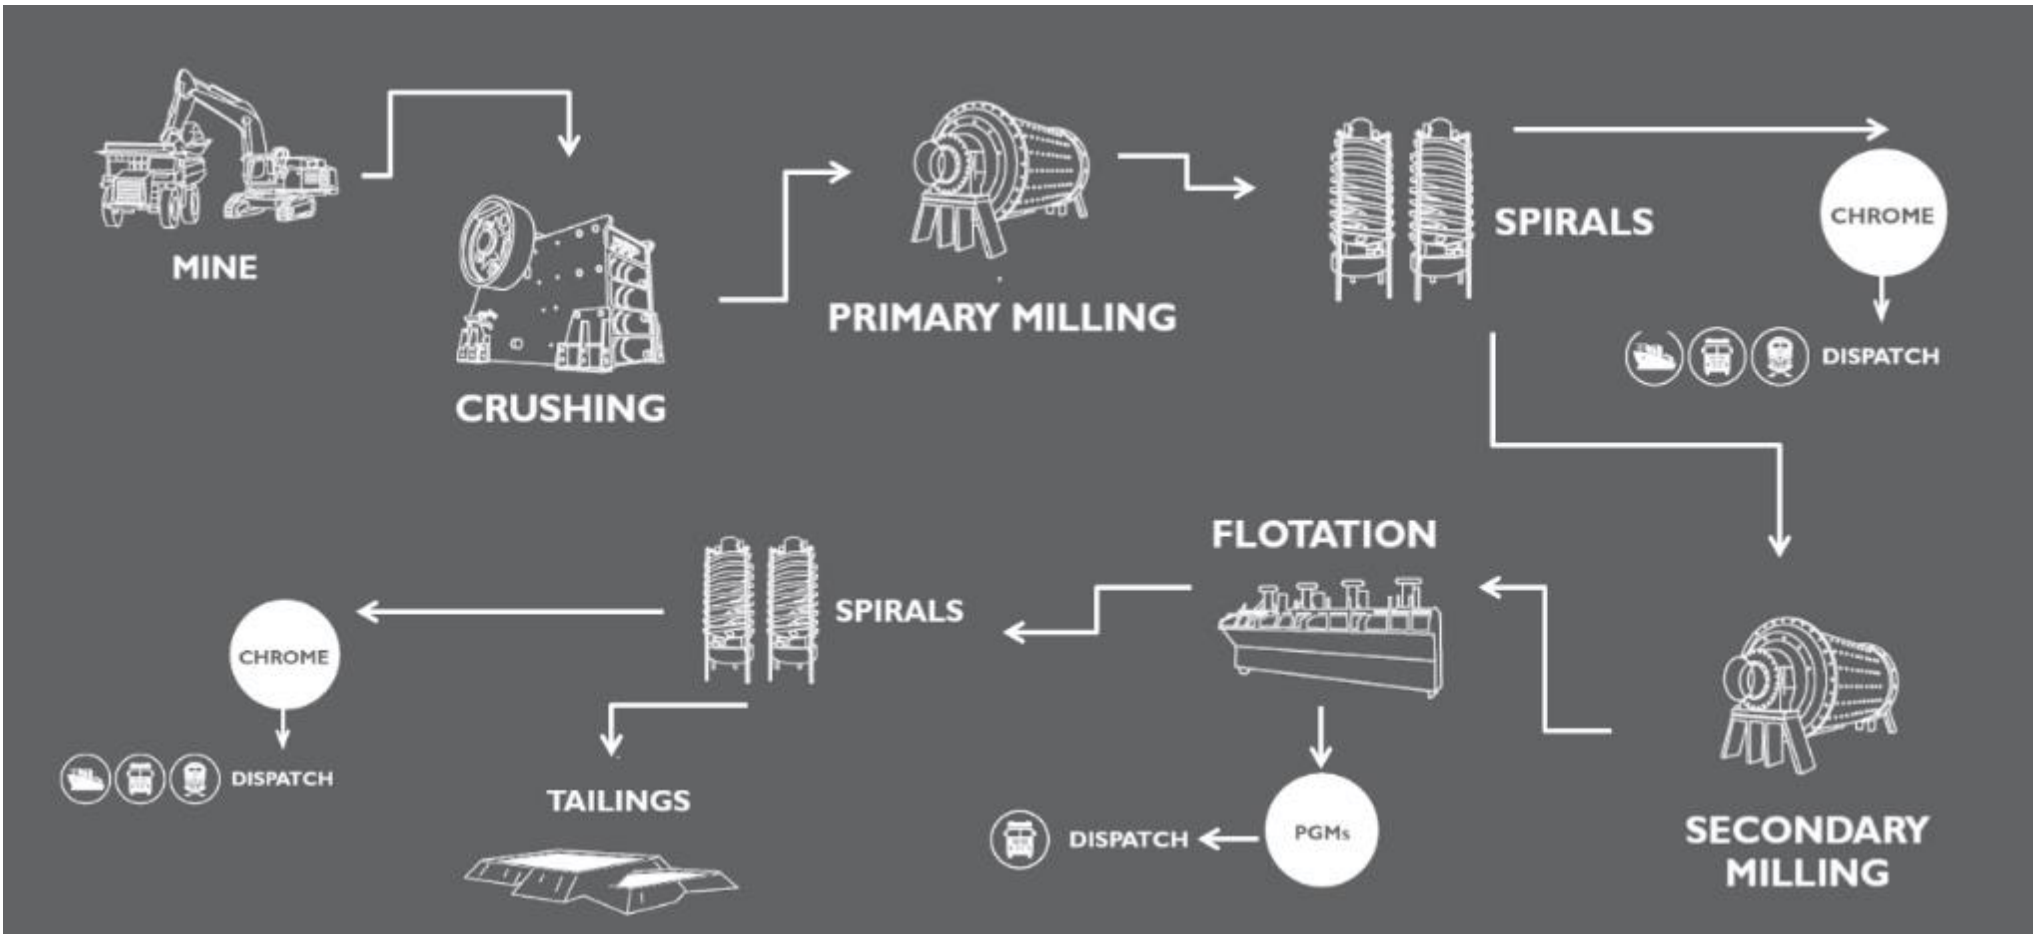 MINE
CRUSHING
PRIMARY MILLING
SPIRALS
CHROME
DISPATCH
SECONDARY
MILLING
FLOTATION
PGMs
DISPATCH
SPIRALS
CHROME
DISPATCH
TAILINGS